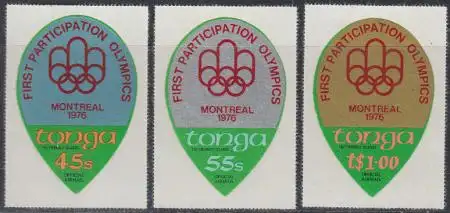 FIRST PARTICIPATION OLYMPICS
MONTREAL
1976
tonga
45s
OFFICIAL
AIRMAIL
FIRST PARTICIPATION OLYMPICS
MONTREAL
1976
tonga
55s
OFFICIAL
AIRMAIL
FIRST PARTICIPATION OLYMPICS
MONTREAL
1976
tonga
T$1·00
OFFICIAL
AIRMAIL